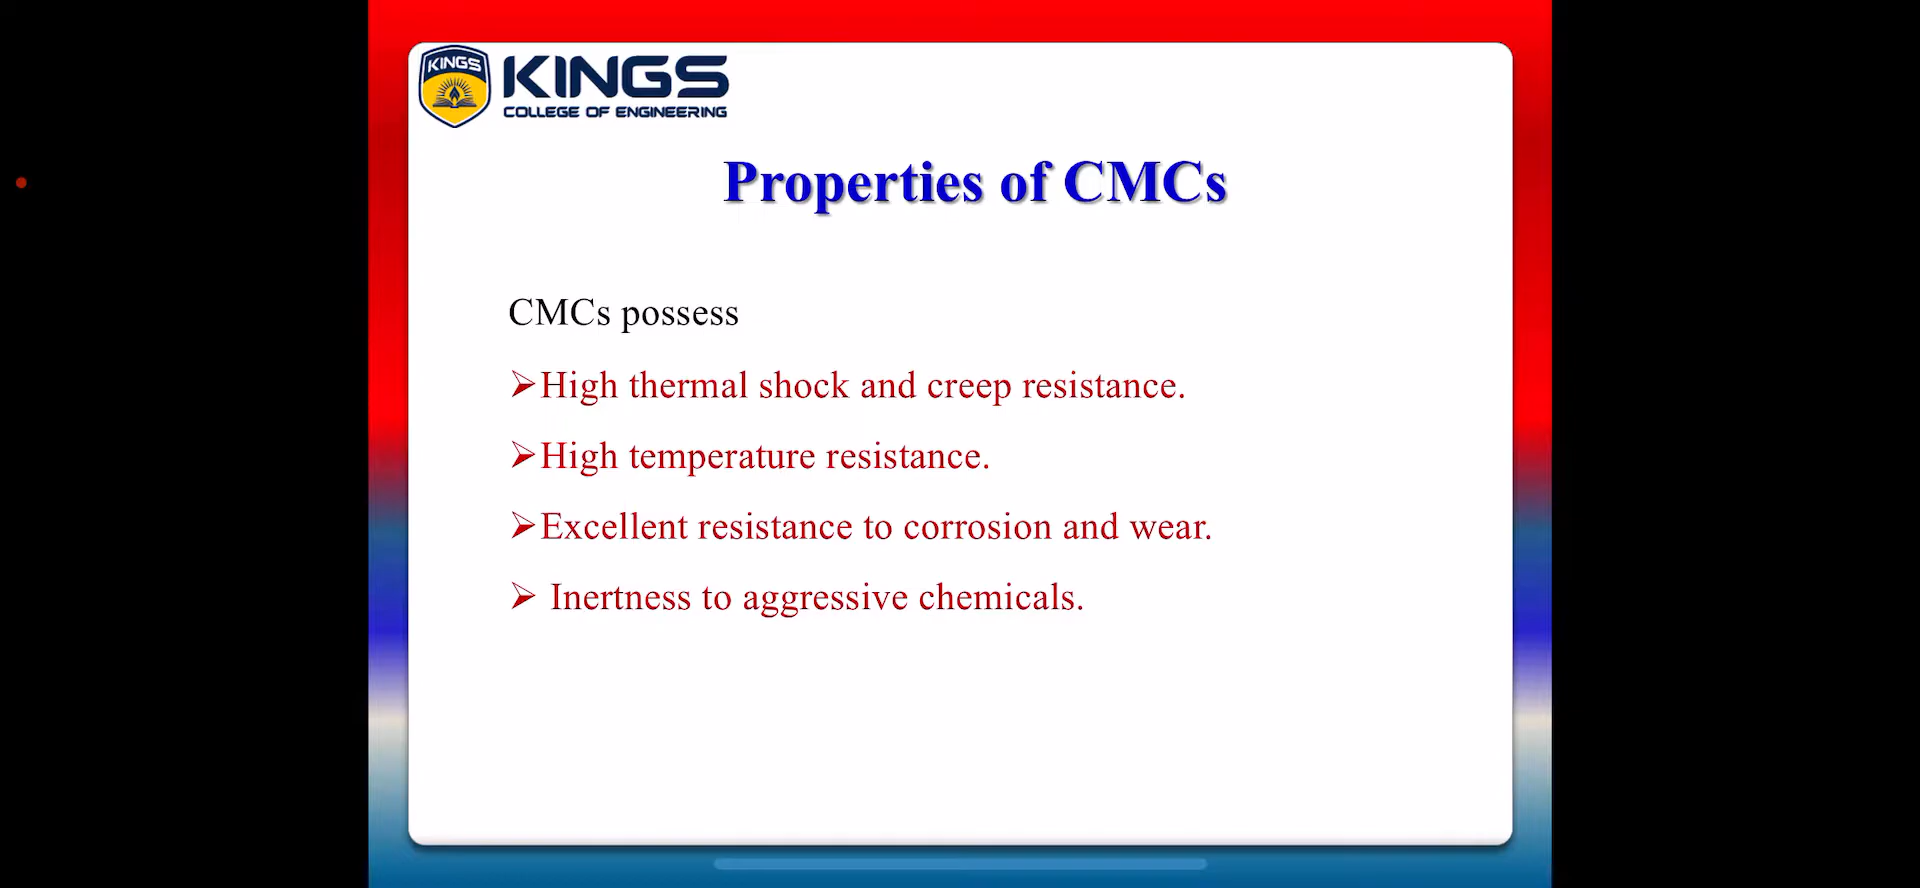 KINGS
KINGS
COLLEGE OF ENGINEERING
Properties of CMCs
CMCs possess
➢High thermal shock and creep resistance.
➢High temperature resistance.
➢Excellent resistance to corrosion and wear.
➢ Inertness to aggressive chemicals.